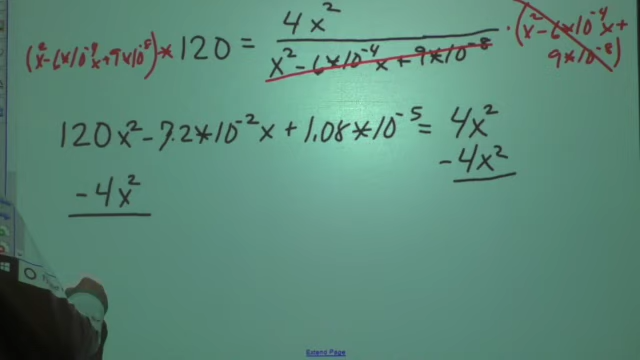 (x² - 6*10⁻⁴x + 9*10⁻⁸) * 120 = 4x² / (x² - 6*10⁻⁴x + 9*10⁻⁸) · (x² - 6*10⁻⁴x + 9*10⁻⁸)
120x² - 7.2*10⁻²x + 1.08*10⁻⁵ = 4x²
- 4x² - 4x²
Extend Page